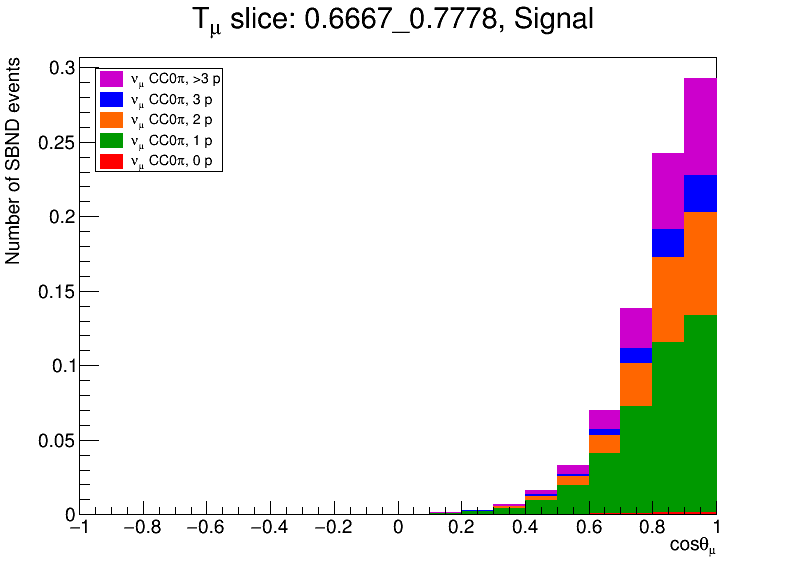 Tμ slice: 0.6667_0.7778, Signal
Number of SBND events
0.3
0.25
0.2
0.15
0.1
0.05
0
νμ CC0π, >3 p
νμ CC0π, 3 p
νμ CC0π, 2 p
νμ CC0π, 1 p
νμ CC0π, 0 p
−1 −0.8 −0.6 −0.4 −0.2 0 0.2 0.4 0.6 0.8 1
cosθμ